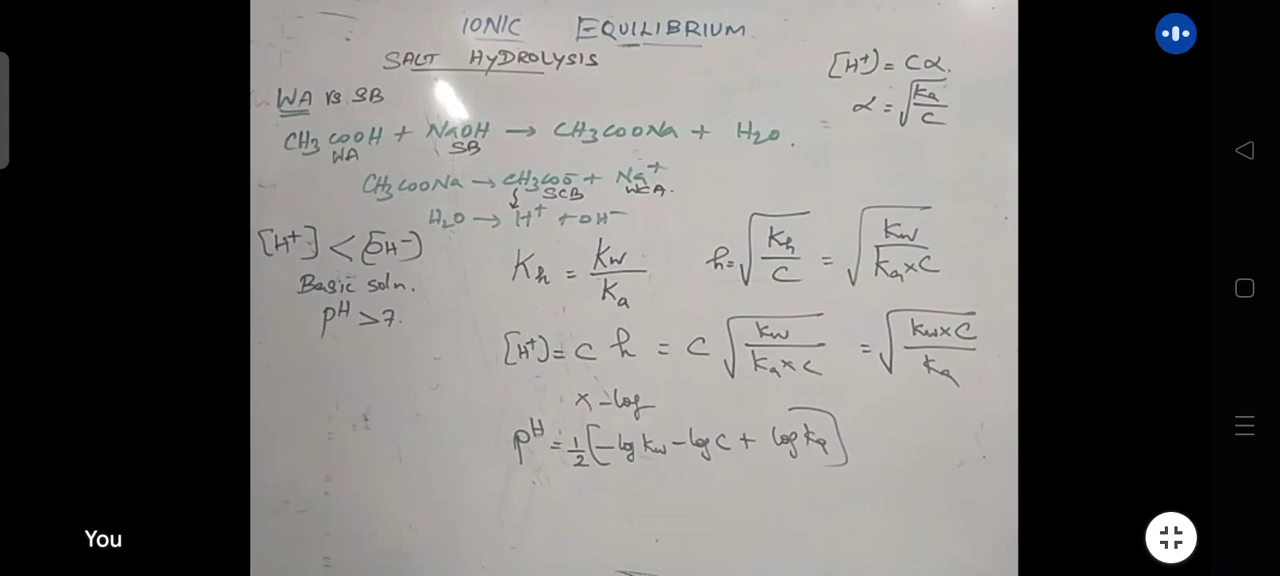 IONIC EQUILIBRIUM
SALT HYDROLYSIS
[H+] = Cα.
α = √(Ka/C)
WA vs SB
CH3COOH + NaOH → CH3COONa + H2O.
WA SB
CH3COONa → CH3COO- + Na+
SCB WCA.
H2O → H+ + OH-
[H+] < [OH-]
Basic soln.
pH > 7.
Kh = Kw/Ka
h = √(Kh/C) = √(Kw/(Ka×C))
[H+] = C h = C √(Kw/(Ka×C)) = √(Kw×C/Ka)
× -log
pH = 1/2 [-log Kw - log C + log Ka]
You